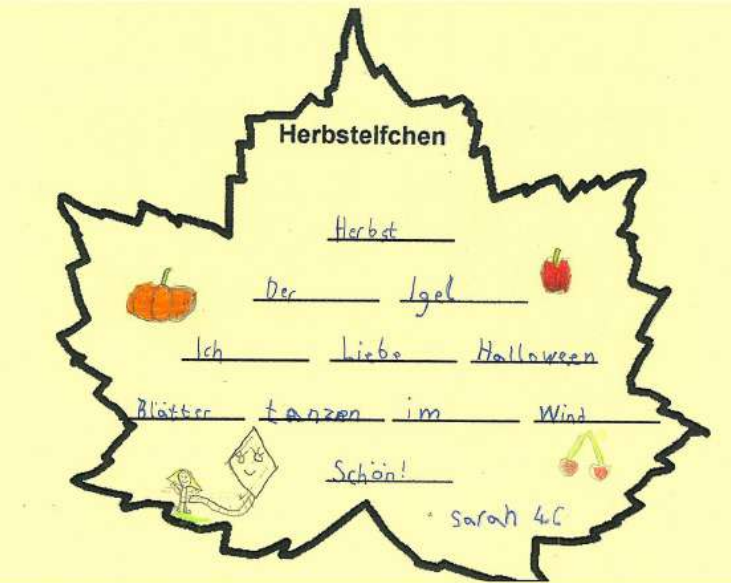 Herbstelfchen
Herbst
Der Igel
Ich Liebe Halloween
Blätter tanzen im Wind
Schön!
Sarah 4C